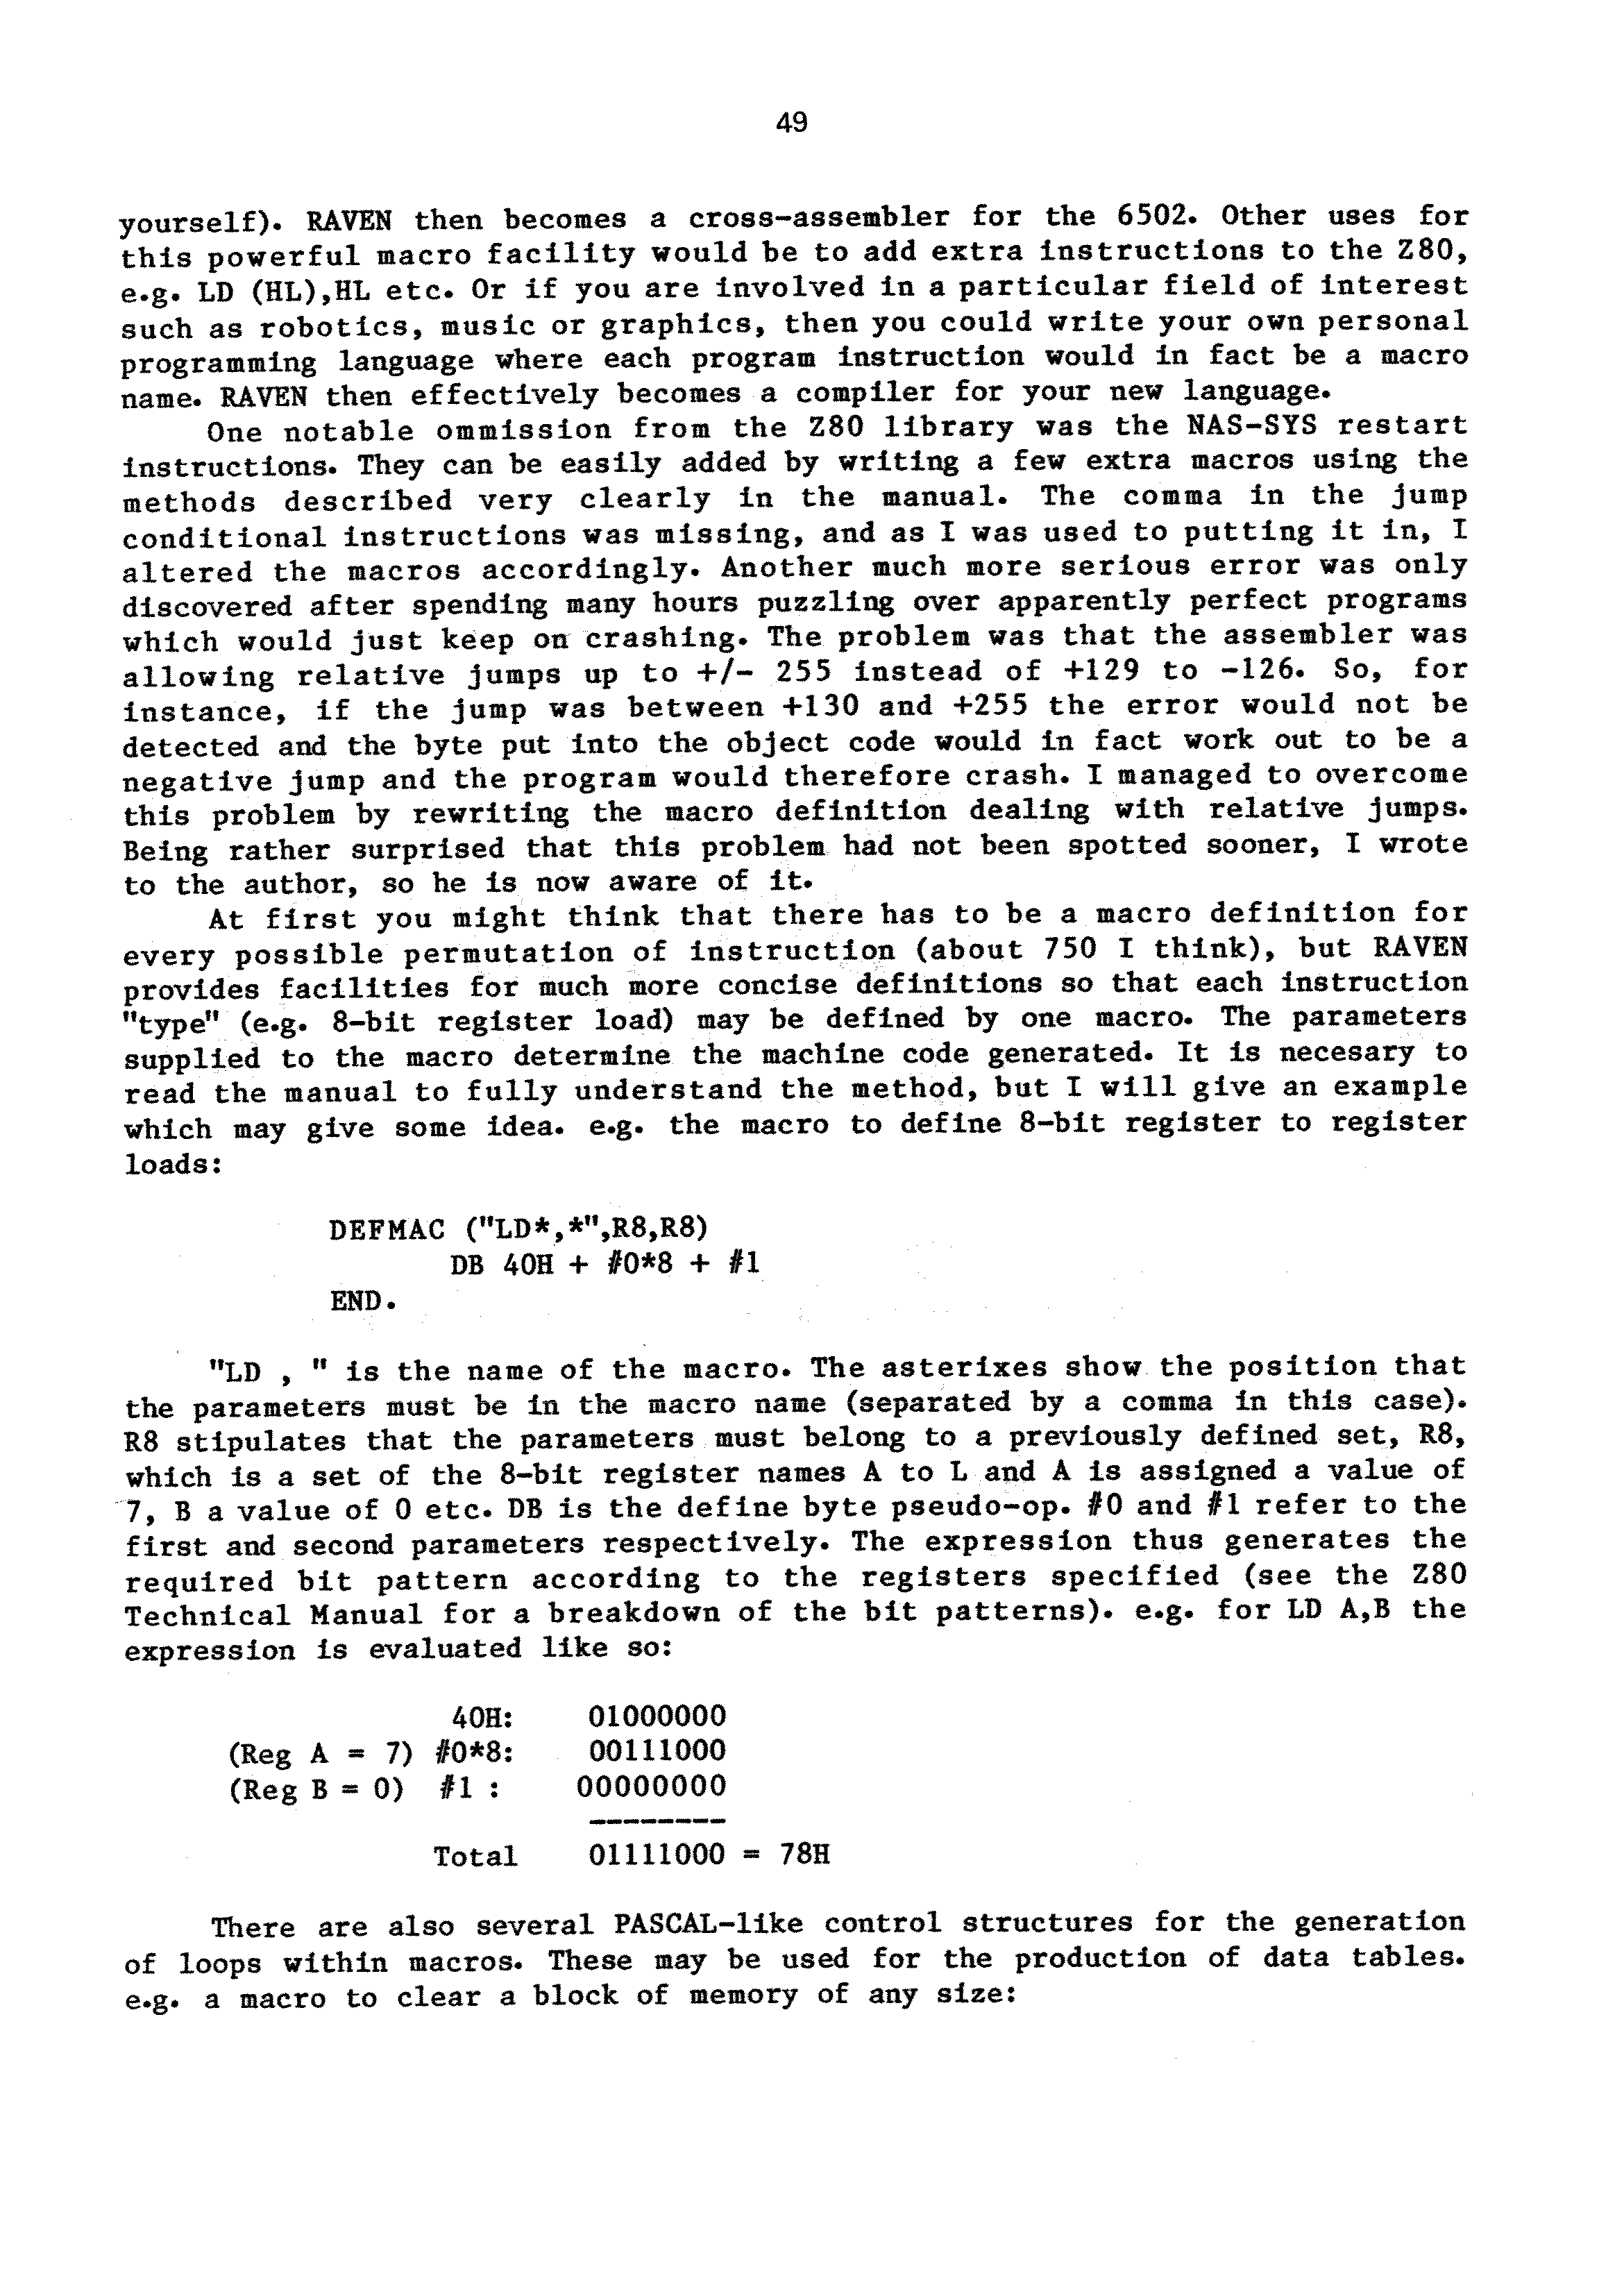 49
yourself). RAVEN then becomes a cross-assembler for the 6502. Other uses for
this powerful macro facility would be to add extra instructions to the Z80,
e.g. LD (HL),HL etc. Or if you are involved in a particular field of interest
such as robotics, music or graphics, then you could write your own personal
programming language where each program instruction would in fact be a macro
name. RAVEN then effectively becomes a compiler for your new language.
One notable ommission from the Z80 library was the NAS-SYS restart
instructions. They can be easily added by writing a few extra macros using the
methods described very clearly in the manual. The comma in the jump
conditional instructions was missing, and as I was used to putting it in, I
altered the macros accordingly. Another much more serious error was only
discovered after spending many hours puzzling over apparently perfect programs
which would just keep on crashing. The problem was that the assembler was
allowing relative jumps up to +/- 255 instead of +129 to -126. So, for
instance, if the jump was between +130 and +255 the error would not be
detected and the byte put into the object code would in fact work out to be a
negative jump and the program would therefore crash. I managed to overcome
this problem by rewriting the macro definition dealing with relative jumps.
Being rather surprised that this problem had not been spotted sooner, I wrote
to the author, so he is now aware of it.
At first you might think that there has to be a macro definition for
every possible permutation of instruction (about 750 I think), but RAVEN
provides facilities for much more concise definitions so that each instruction
"type" (e.g. 8-bit register load) may be defined by one macro. The parameters
supplied to the macro determine the machine code generated. It is necesary to
read the manual to fully understand the method, but I will give an example
which may give some idea. e.g. the macro to define 8-bit register to register
loads:
DEFMAC ("LD*,*",R8,R8)
DB 40H + #0*8 + #1
END.
"LD , " is the name of the macro. The asterixes show the position that
the parameters must be in the macro name (separated by a comma in this case).
R8 stipulates that the parameters must belong to a previously defined set, R8,
which is a set of the 8-bit register names A to L and A is assigned a value of
7, B a value of 0 etc. DB is the define byte pseudo-op. #0 and #1 refer to the
first and second parameters respectively. The expression thus generates the
required bit pattern according to the registers specified (see the Z80
Technical Manual for a breakdown of the bit patterns). e.g. for LD A,B the
expression is evaluated like so:
40H: 01000000
(Reg A = 7) #0*8: 00111000
(Reg B = 0) #1 : 00000000
--------
Total 01111000 = 78H
There are also several PASCAL-like control structures for the generation
of loops within macros. These may be used for the production of data tables.
e.g. a macro to clear a block of memory of any size: